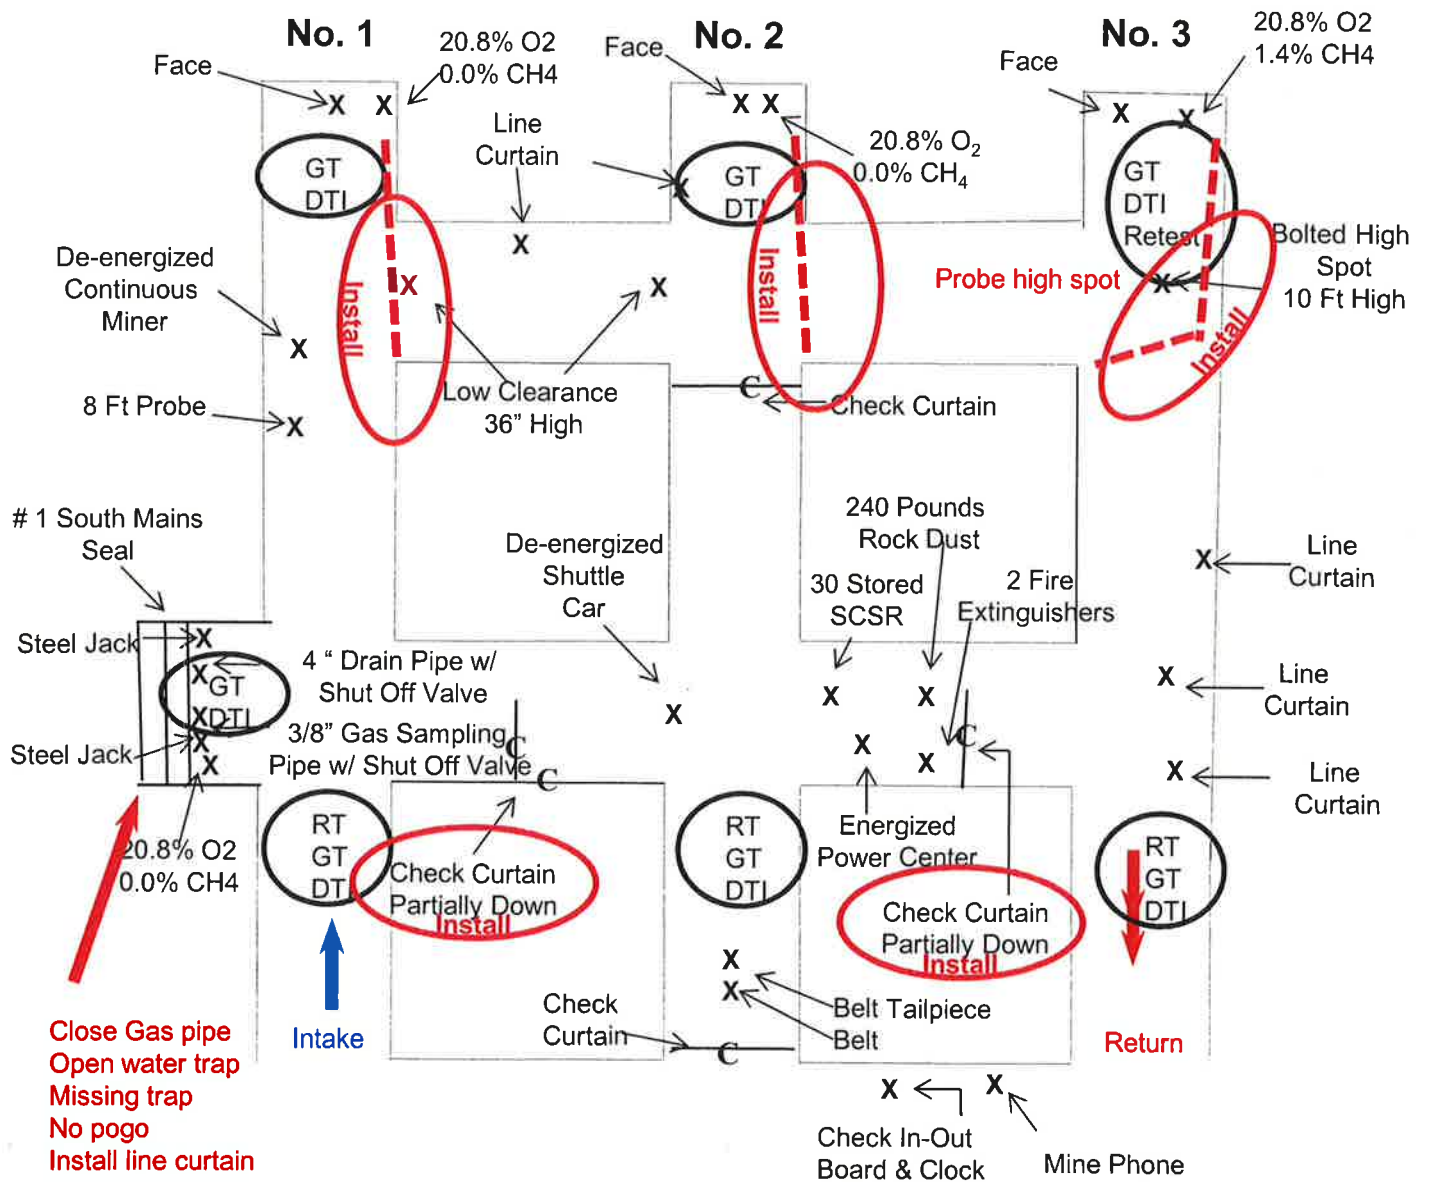 No. 1
No. 2
No. 3
Face
20.8% O2
0.0% CH4
Face
20.8% O2
1.4% CH4
Face
Line
Curtain
20.8% O2
0.0% CH4
X X
X X
X X
GT
DTI
X
GT
DTI
GT
DTI
Retest
De-energized
Continuous
Miner
X
Install
X
X
Install
Probe high spot
X
Bolted High
Spot
10 Ft High
Install
X
8 Ft Probe
X
Low Clearance
36” High
C
Check Curtain
# 1 South Mains
Seal
De-energized
Shuttle
Car
240 Pounds
Rock Dust
30 Stored
SCSR
2 Fire
Extinguishers
X
Line
Curtain
Steel Jack
X
X
GT
DTI
X
4 “ Drain Pipe w/
Shut Off Valve
3/8” Gas Sampling
Pipe w/ Shut Off Valve
C
C
X
X
X
X
X
C
X
Line
Curtain
Steel Jack
X
X
X
Line
Curtain
20.8% O2
0.0% CH4
RT
GT
DTI
Check Curtain
Partially Down
Install
RT
GT
DTI
Energized
Power Center
Check Curtain
Partially Down
Install
RT
GT
DTI
X
X
Belt Tailpiece
Belt
Check
Curtain
C
Intake
Return
Close Gas pipe
Open water trap
Missing trap
No pogo
Install line curtain
X
X
Check In-Out
Board & Clock
Mine Phone